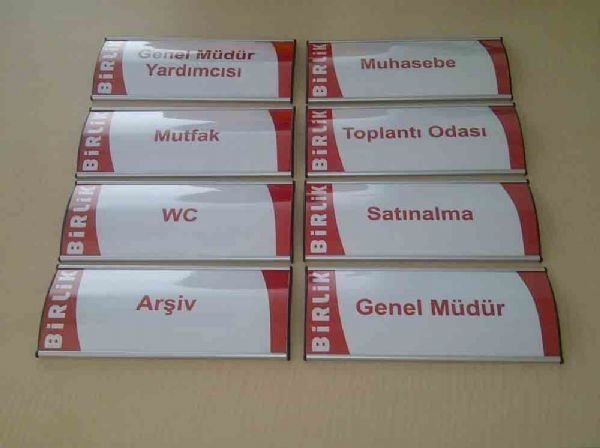 BİRLİK
Genel Müdür
Yardımcısı
BİRLİK
Muhasebe
BİRLİK
Mutfak
BİRLİK
Toplantı Odası
BİRLİK
WC
BİRLİK
Satınalma
BİRLİK
Arşiv
BİRLİK
Genel Müdür